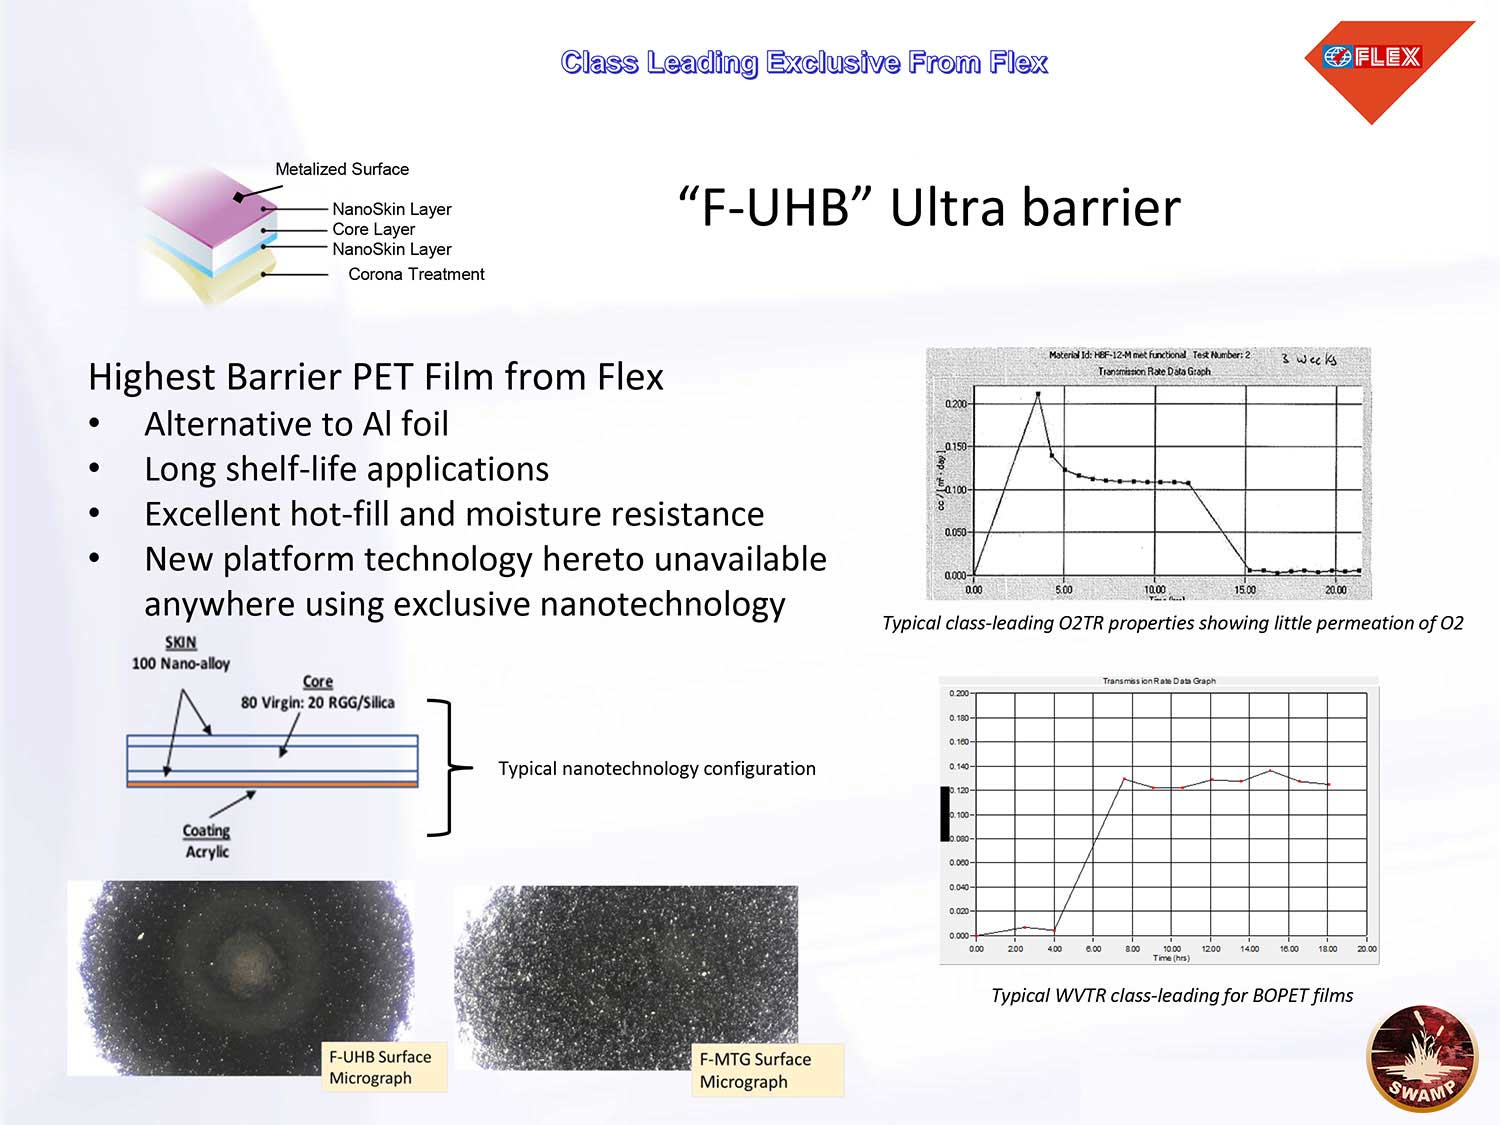 Class Leading Exclusive From Flex
FLEX
Metalized Surface
NanoSkin Layer
Core Layer
NanoSkin Layer
Corona Treatment
“F-UHB” Ultra barrier
Highest Barrier PET Film from Flex
• Alternative to Al foil
• Long shelf-life applications
• Excellent hot-fill and moisture resistance
• New platform technology hereto unavailable
anywhere using exclusive nanotechnology
SKIN
100 Nano-alloy
Core
80 Virgin: 20 RGG/Silica
Typical nanotechnology configuration
Coating
Acrylic
F-UHB Surface
Micrograph
F-MTG Surface
Micrograph
Material Id: HBF-12-M met functional Test Number: 2
3 weeks
Transmission Rate Data Graph
0.200
0.150
0.100
0.050
0.000
cc / [ m² - day ]
0.00 5.00 10.00 15.00 20.00
Time (hrs)
Typical class-leading O2TR properties showing little permeation of O2
Transmission Rate Data Graph
0.200
0.180
0.160
0.140
0.120
0.100
0.080
0.060
0.040
0.020
0.000
0.00 2.00 4.00 6.00 8.00 10.00 12.00 14.00 16.00 18.00 20.00
Time (hrs)
Typical WVTR class-leading for BOPET films
SWAMP